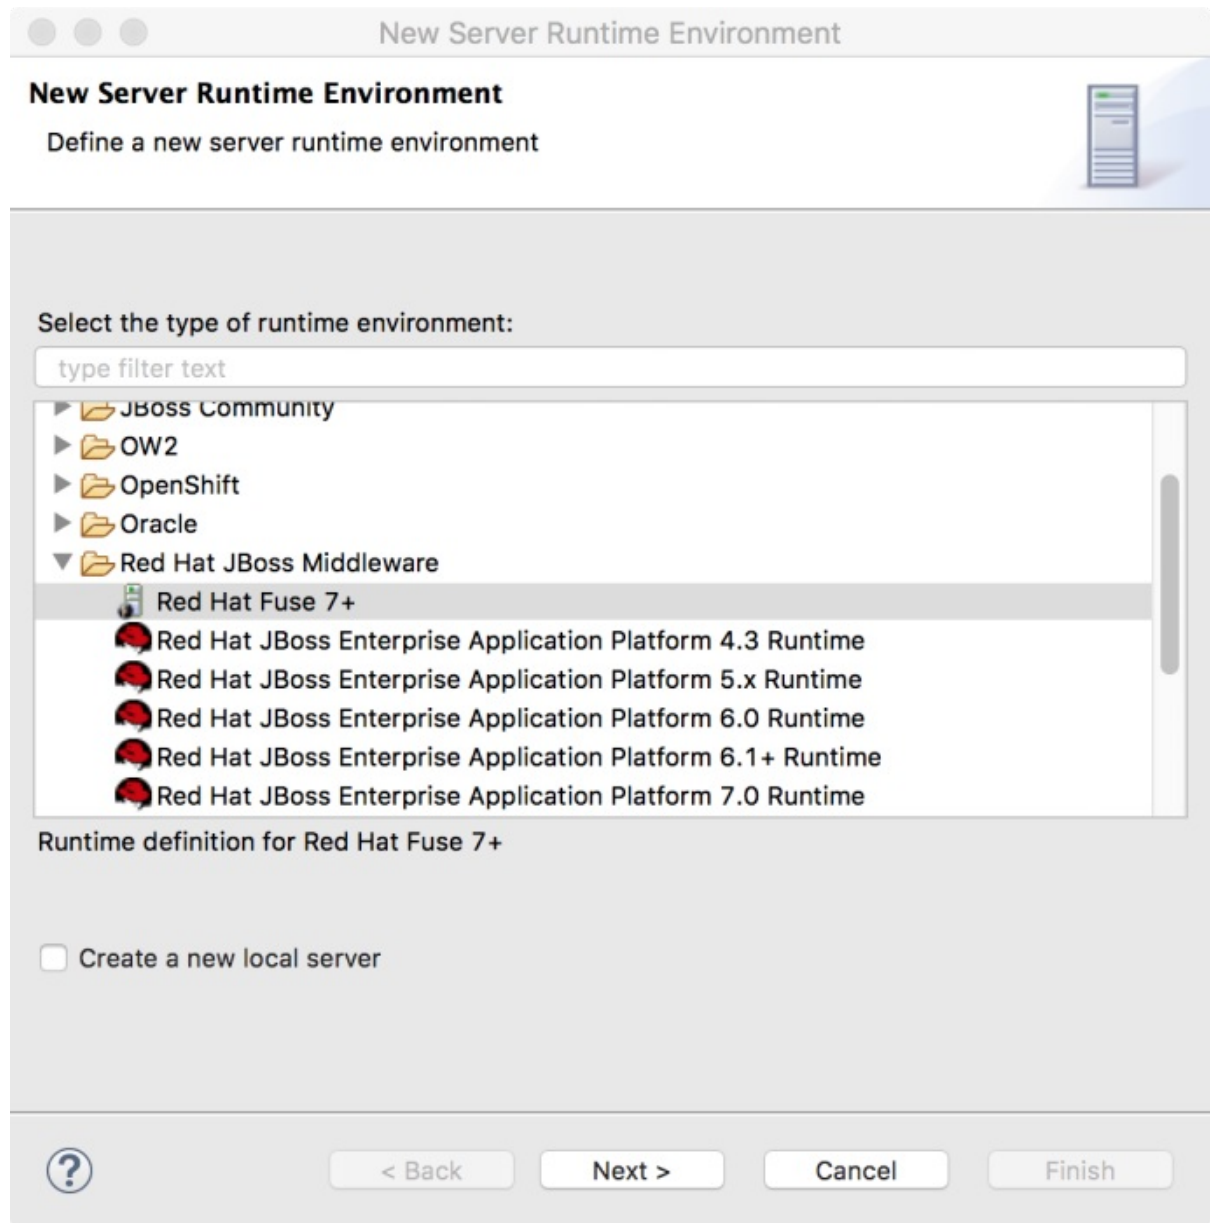 New Server Runtime Environment
New Server Runtime Environment
Define a new server runtime environment
Select the type of runtime environment:
type filter text
JBoss Community
OW2
OpenShift
Oracle
Red Hat JBoss Middleware
Red Hat Fuse 7+
Red Hat JBoss Enterprise Application Platform 4.3 Runtime
Red Hat JBoss Enterprise Application Platform 5.x Runtime
Red Hat JBoss Enterprise Application Platform 6.0 Runtime
Red Hat JBoss Enterprise Application Platform 6.1+ Runtime
Red Hat JBoss Enterprise Application Platform 7.0 Runtime
Runtime definition for Red Hat Fuse 7+
Create a new local server
? < Back Next > Cancel Finish